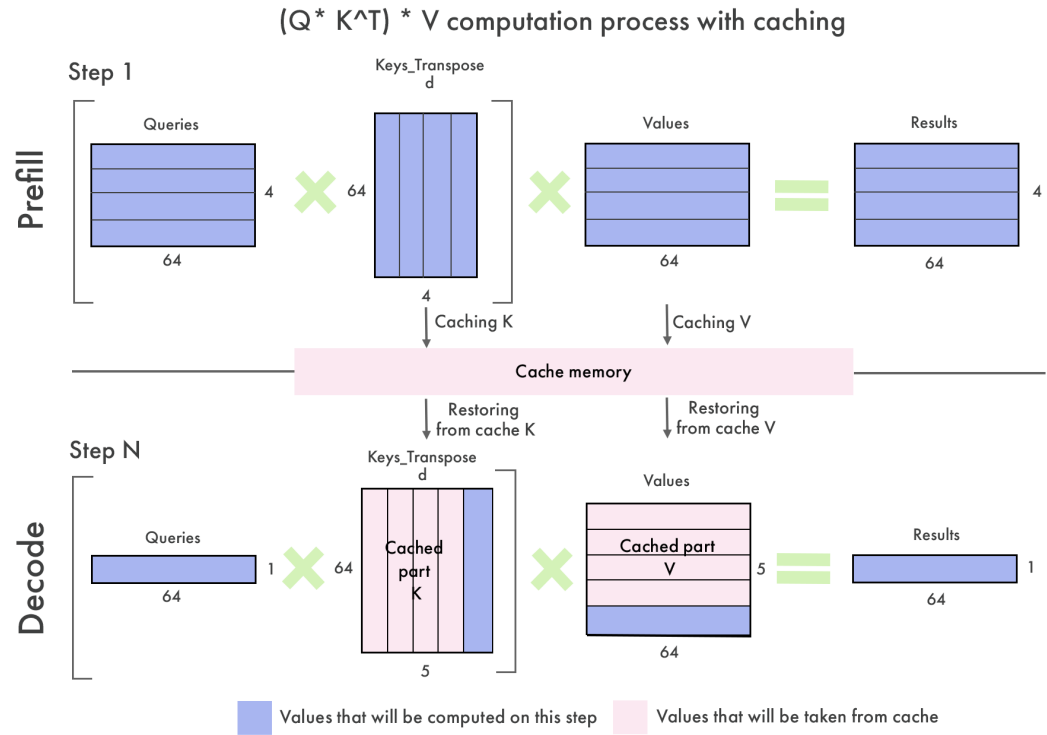 (Q* K^T) * V computation process with caching
Step 1
Prefill
Queries
4
64
Keys_Transpose
d
64
4
Values
64
Results
4
64
Caching K
Caching V
Cache memory
Restoring
from cache K
Restoring
from cache V
Step N
Decode
Queries
1
64
Keys_Transpose
d
64
Cached
part
K
5
Values
Cached part
V
5
64
Results
1
64
Values that will be computed on this step
Values that will be taken from cache